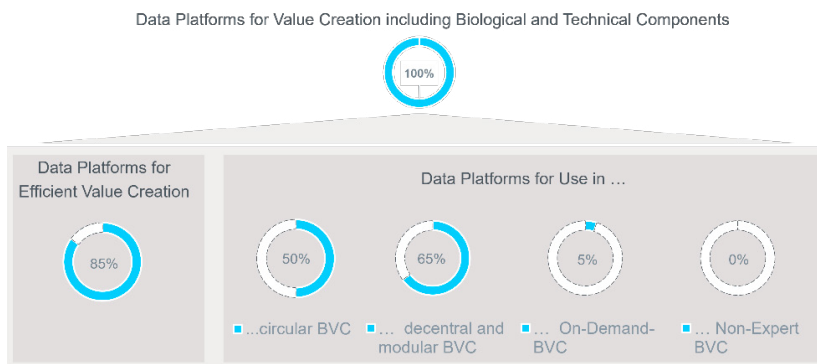 Data Platforms for Value Creation including Biological and Technical Components
100%
Data Platforms for
Efficient Value Creation
85%
Data Platforms for Use in …
50%
65%
5%
0%
...circular BVC
… decentral and
modular BVC
… On-Demand-
BVC
… Non-Expert
BVC